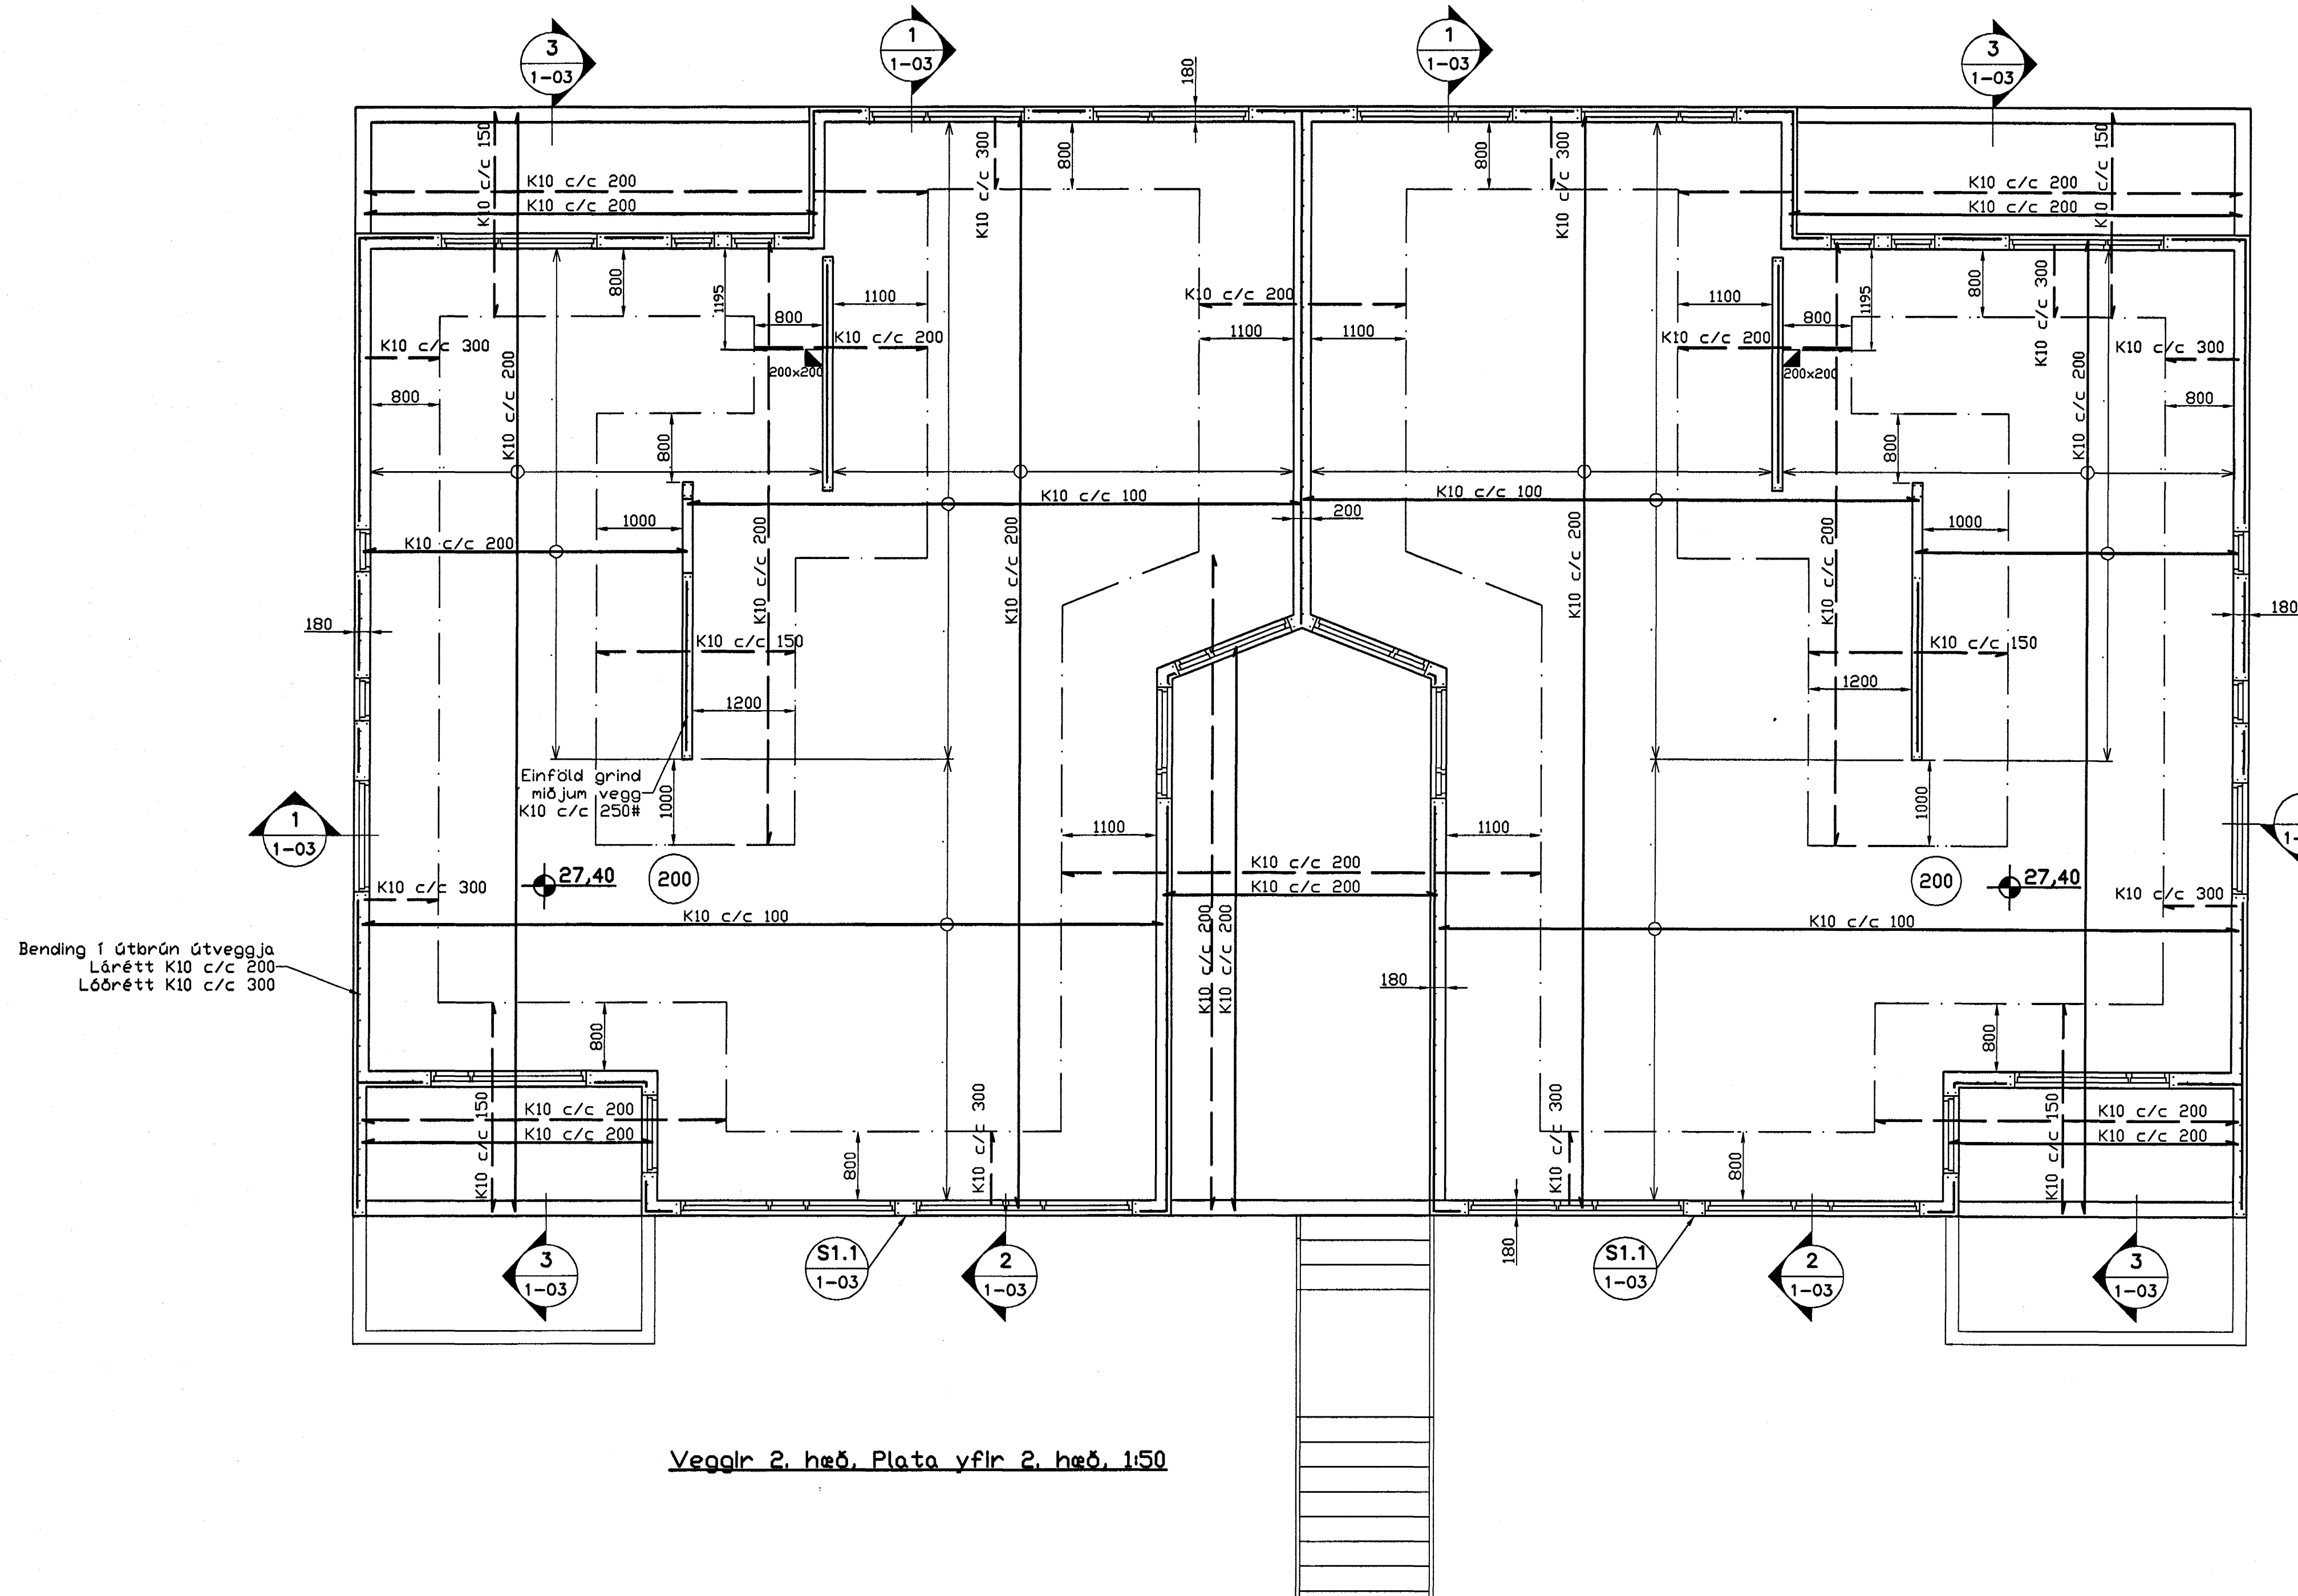 3
1-03
1
1-03
1
1-03
3
1-03
180
K10 c/c 150
K10 c/c 200
K10 c/c 200
K10 c/c 300
800
800
K10 c/c 300
K10 c/c 200
K10 c/c 200
K10 c/c 150
800
1195
1100
K10 c/c 200
1100
1195
800
K10 c/c 300
800
800
K10 c/c 300
K10 c/c 200
1100
1100
K10 c/c 200
K10 c/c 300
200x200
200x200
800
800
K10 c/c 200
K10 c/c 200
800
800
K10 c/c 100
K10 c/c 100
1000
200
1000
K10 c/c 200
K10 c/c 200
K10 c/c 200
K10 c/c 200
K10 c/c 200
180
180
K10 c/c 150
K10 c/c 150
1200
1200
Einföld grind
í miðjum vegg
K10 c/c 250#
1000
1000
1
1-03
1100
1100
K10 c/c 200
K10 c/c 200
27,40
200
200
27,40
K10 c/c 300
K10 c/c 300
K10 c/c 100
K10 c/c 100
Bending í útbrún útveggja
Lárétt K10 c/c 200
Lóðrétt K10 c/c 300
K10 c/c 200
K10 c/c 200
180
800
800
K10 c/c 150
K10 c/c 200
K10 c/c 200
K10 c/c 300
K10 c/c 300
K10 c/c 150
K10 c/c 200
K10 c/c 200
800
800
180
3
1-03
S1.1
1-03
2
1-03
S1.1
1-03
2
1-03
3
1-03
Veggir 2. hæð, Plata yfir 2. hæð, 1:50